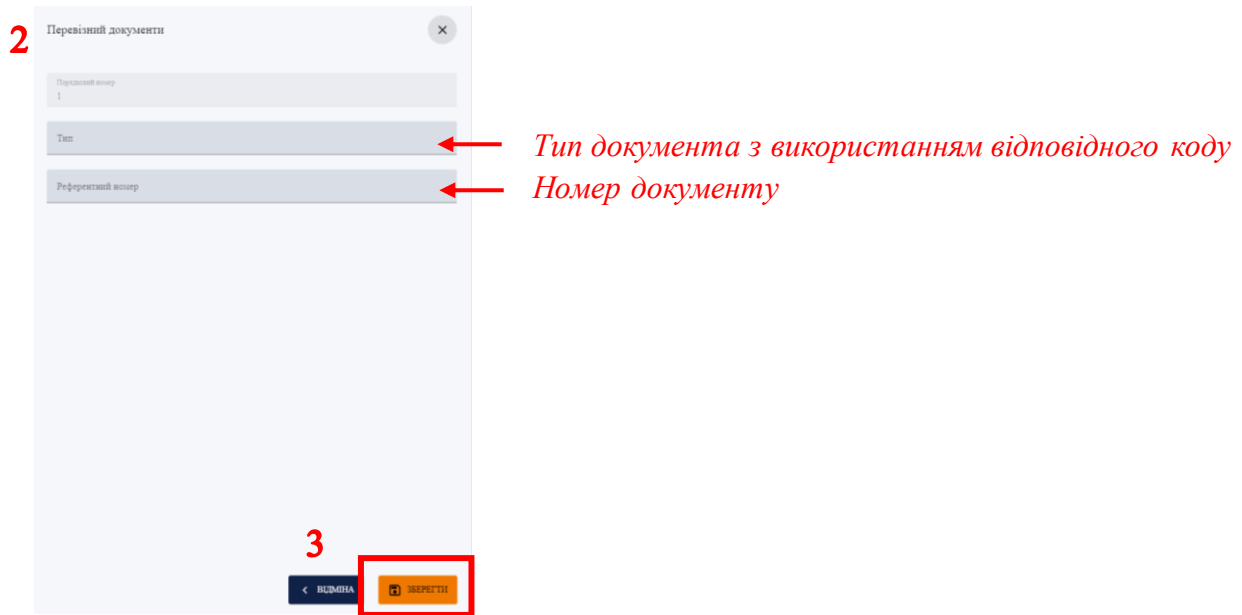 2
Перевізний документи
Порядковий номер
1
Тип
Тип документа з використанням відповідного коду
Референтний номер
Номер документу
3
ВІДМІНА
ЗБЕРЕГТИ